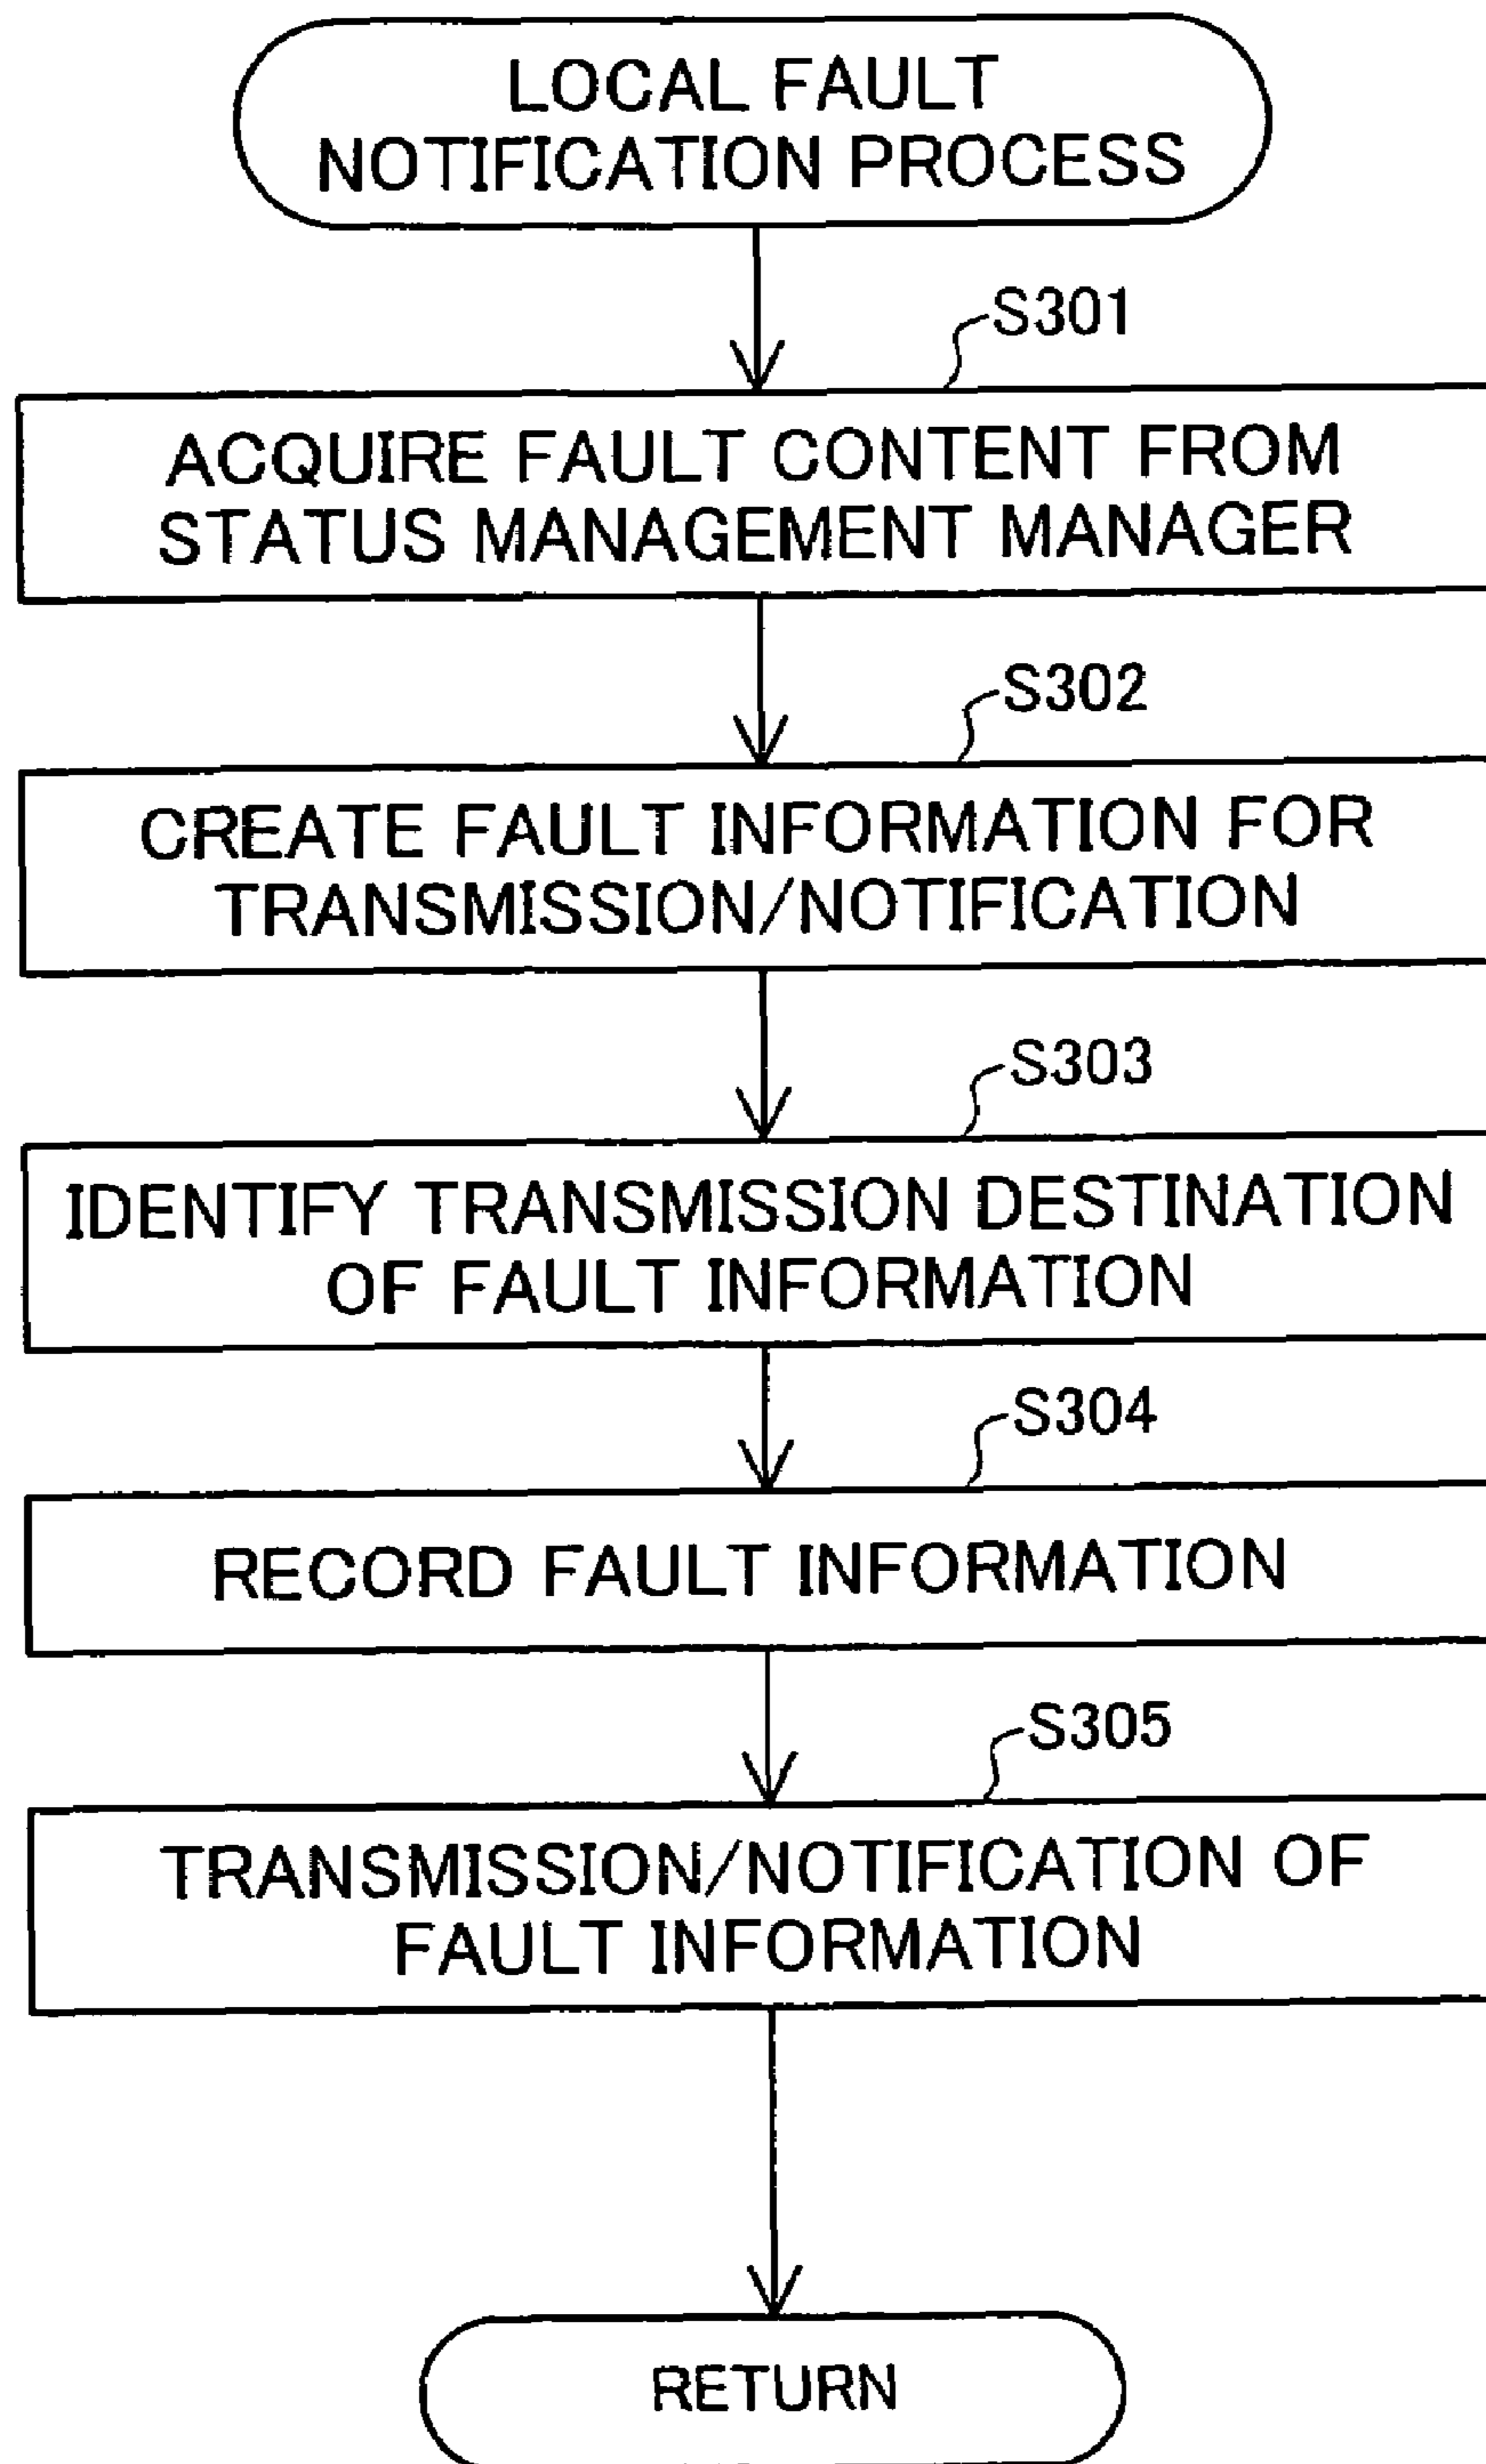 LOCAL FAULT
NOTIFICATION PROCESS
S301
ACQUIRE FAULT CONTENT FROM
STATUS MANAGEMENT MANAGER
S302
CREATE FAULT INFORMATION FOR
TRANSMISSION/NOTIFICATION
S303
IDENTIFY TRANSMISSION DESTINATION
OF FAULT INFORMATION
S304
RECORD FAULT INFORMATION
S305
TRANSMISSION/NOTIFICATION OF
FAULT INFORMATION
RETURN